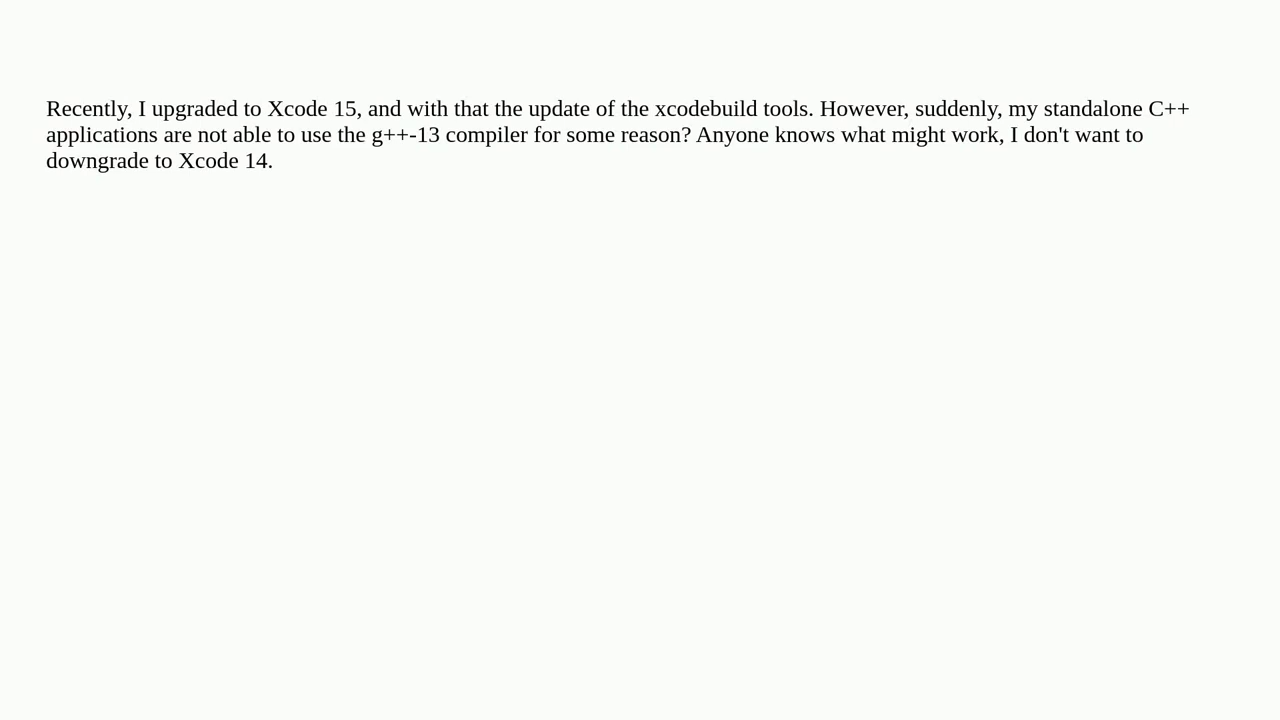 Recently, I upgraded to Xcode 15, and with that the update of the xcodebuild tools. However, suddenly, my standalone C++
applications are not able to use the g++-13 compiler for some reason? Anyone knows what might work, I don't want to
downgrade to Xcode 14.